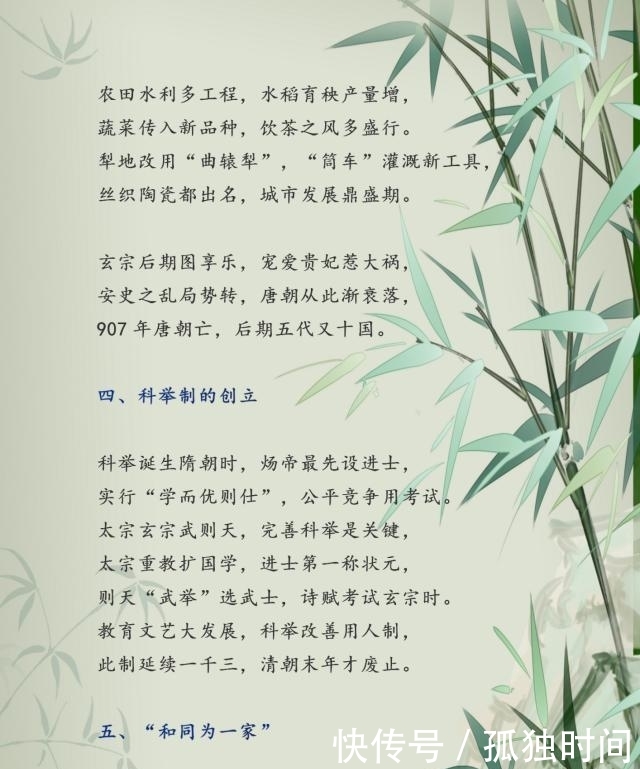 农田水利多工程，水稻育秧产量增，
蔬菜传入新品种，饮茶之风多盛行。
犁地改用“曲辕犁”，“筒车”灌溉新工具，
丝织陶瓷都出名，城市发展鼎盛期。
玄宗后期图享乐，宠爱贵妃惹大祸，
安史之乱局势转，唐朝从此渐衰落，
907 年唐朝亡，后期五代又十国。
四、科举制的创立
科举诞生隋朝时，炀帝最先设进士，
实行“学而优则仕”，公平竞争用考试。
太宗玄宗武则天，完善科举是关键，
太宗重教扩国学，进士第一称状元，
则天“武举”选武士，诗赋考试玄宗时。
教育文艺大发展，科举改善用人制，
此制延续一千三，清朝末年才废止。
五、“和同为一家”
快传号 / 孤独时间